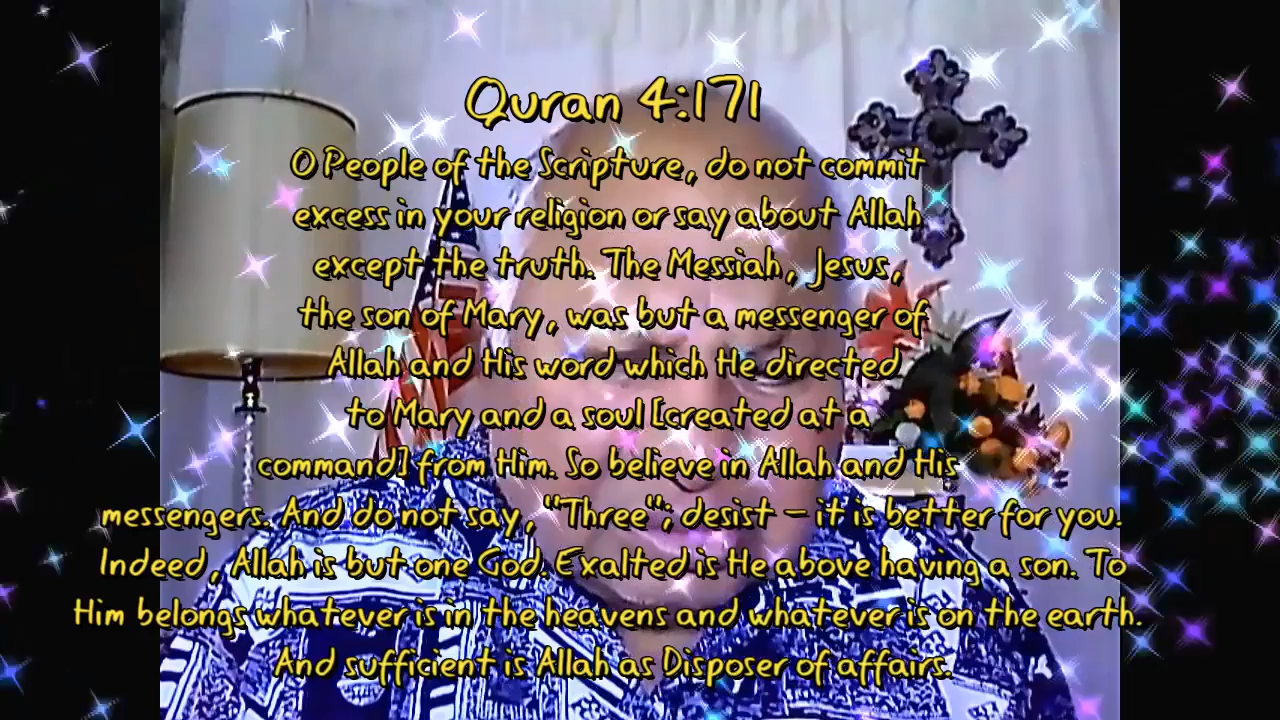 Quran 4:171
O People of the Scripture, do not commit
excess in your religion or say about Allah
except the truth. The Messiah, Jesus,
the son of Mary, was but a messenger of
Allah and His word which He directed
to Mary and a soul [created at a
command] from Him. So believe in Allah and His
messengers. And do not say, "Three"; desist – it is better for you.
Indeed, Allah is but one God. Exalted is He above having a son. To
Him belongs whatever is in the heavens and whatever is on the earth.
And sufficient is Allah as Disposer of affairs.